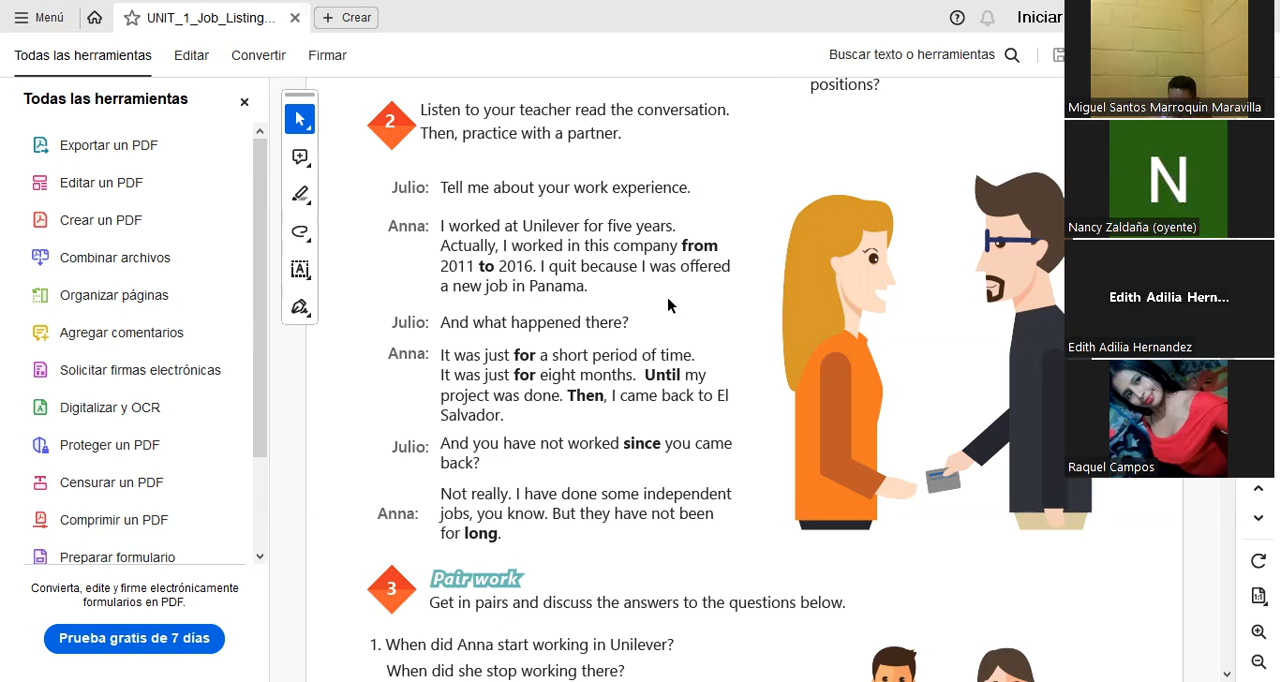 Menú
UNIT_1_Job_Listing...
Crear
Iniciar
Todas las herramientas
Editar
Convertir
Firmar
Buscar texto o herramientas
Todas las herramientas
Exportar un PDF
Editar un PDF
Crear un PDF
Combinar archivos
Organizar páginas
Agregar comentarios
Solicitar firmas electrónicas
Digitalizar y OCR
Proteger un PDF
Censurar un PDF
Comprimir un PDF
Preparar formulario
Convierta, edite y firme electrónicamente
formularios en PDF.
Prueba gratis de 7 días
positions?
2
Listen to your teacher read the conversation.
Then, practice with a partner.
Julio: Tell me about your work experience.
Anna: I worked at Unilever for five years.
Actually, I worked in this company from
2011 to 2016. I quit because I was offered
a new job in Panama.
Julio: And what happened there?
Anna: It was just for a short period of time.
It was just for eight months. Until my
project was done. Then, I came back to El
Salvador.
Julio: And you have not worked since you came
back?
Anna: Not really. I have done some independent
jobs, you know. But they have not been
for long.
3
Pair work
Get in pairs and discuss the answers to the questions below.
1. When did Anna start working in Unilever?
When did she stop working there?
Miguel Santos Marroquin Maravilla
N
Nancy Zaldaña (oyente)
Edith Adilia Hern...
Edith Adilia Hernandez
Raquel Campos